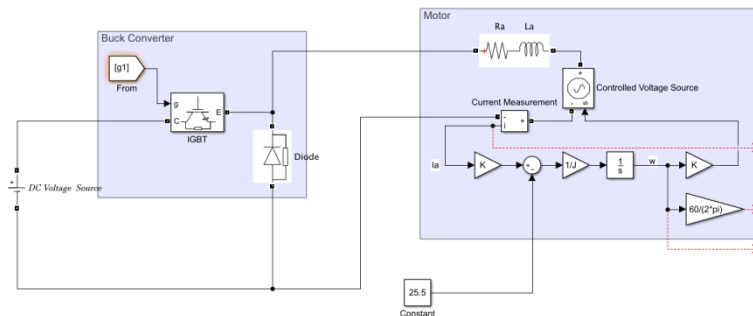 Buck Converter
[g1]
From
g
C
E
IGBT
Diode
DC Voltage Source
+
Motor
Ra
La
+
Controlled Voltage Source
-
s
Current Measurement
-
i
+
Ia
K
+
-
1/J
1
s
w
K
60/(2*pi)
25.5
Constant